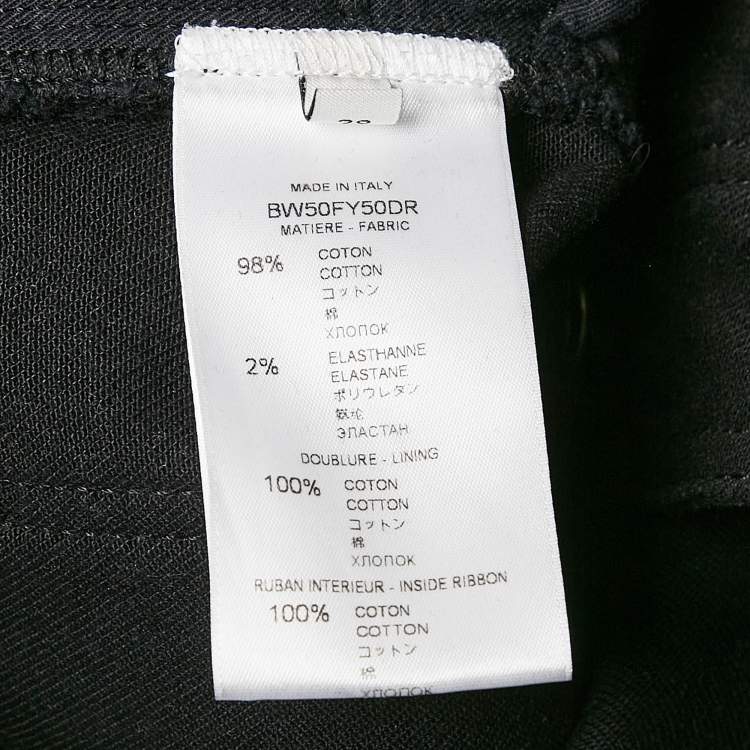 MADE IN ITALY
BW50FY50DR
MATIERE - FABRIC
98% COTON
COTTON
コットン
棉
ХЛОПОК
2% ELASTHANNE
ELASTANE
ポリウレタン
氨纶
ЭЛАСТАН
DOUBLURE - LINING
100% COTON
COTTON
コットン
棉
ХЛОПОК
RUBAN INTERIEUR - INSIDE RIBBON
100% COTON
COTTON
コットン
棉
ХЛОПОК